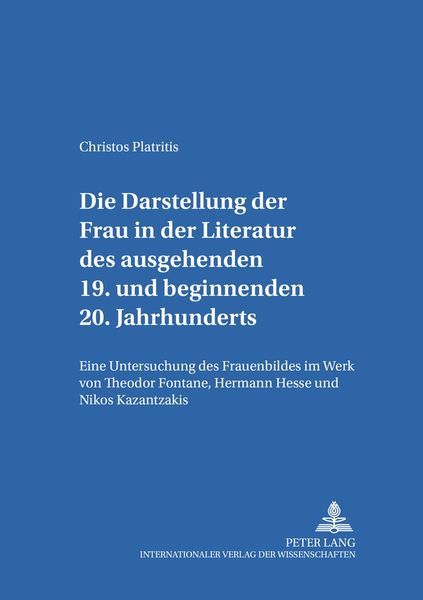 Christos Platritis
Die Darstellung der
Frau in der Literatur
des ausgehenden
19. und beginnenden
20. Jahrhunderts
Eine Untersuchung des Frauenbildes im Werk
von Theodor Fontane, Hermann Hesse und
Nikos Kazantzakis
PETER LANG
INTERNATIONALER VERLAG DER WISSENSCHAFTEN